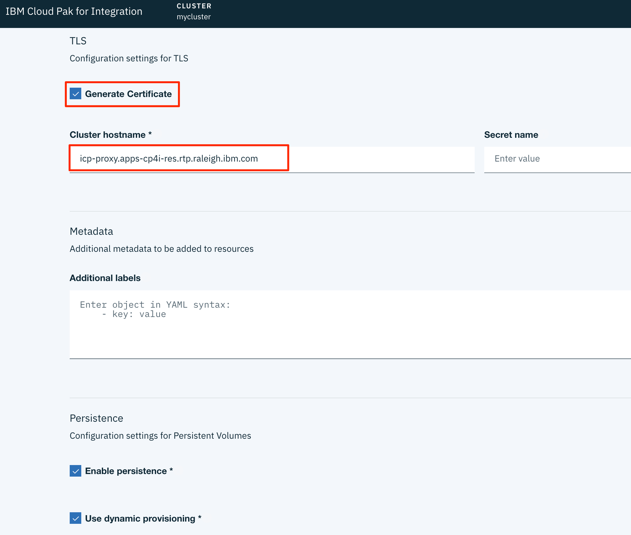 IBM Cloud Pak for Integration
CLUSTER
mycluster
TLS
Configuration settings for TLS
Generate Certificate
Cluster hostname *
Secret name
icp-proxy.apps-cp4i-res.rtp.raleigh.ibm.com
Enter value
Metadata
Additional metadata to be added to resources
Additional labels
Enter object in YAML syntax:
    - key: value
Persistence
Configuration settings for Persistent Volumes
Enable persistence *
Use dynamic provisioning *